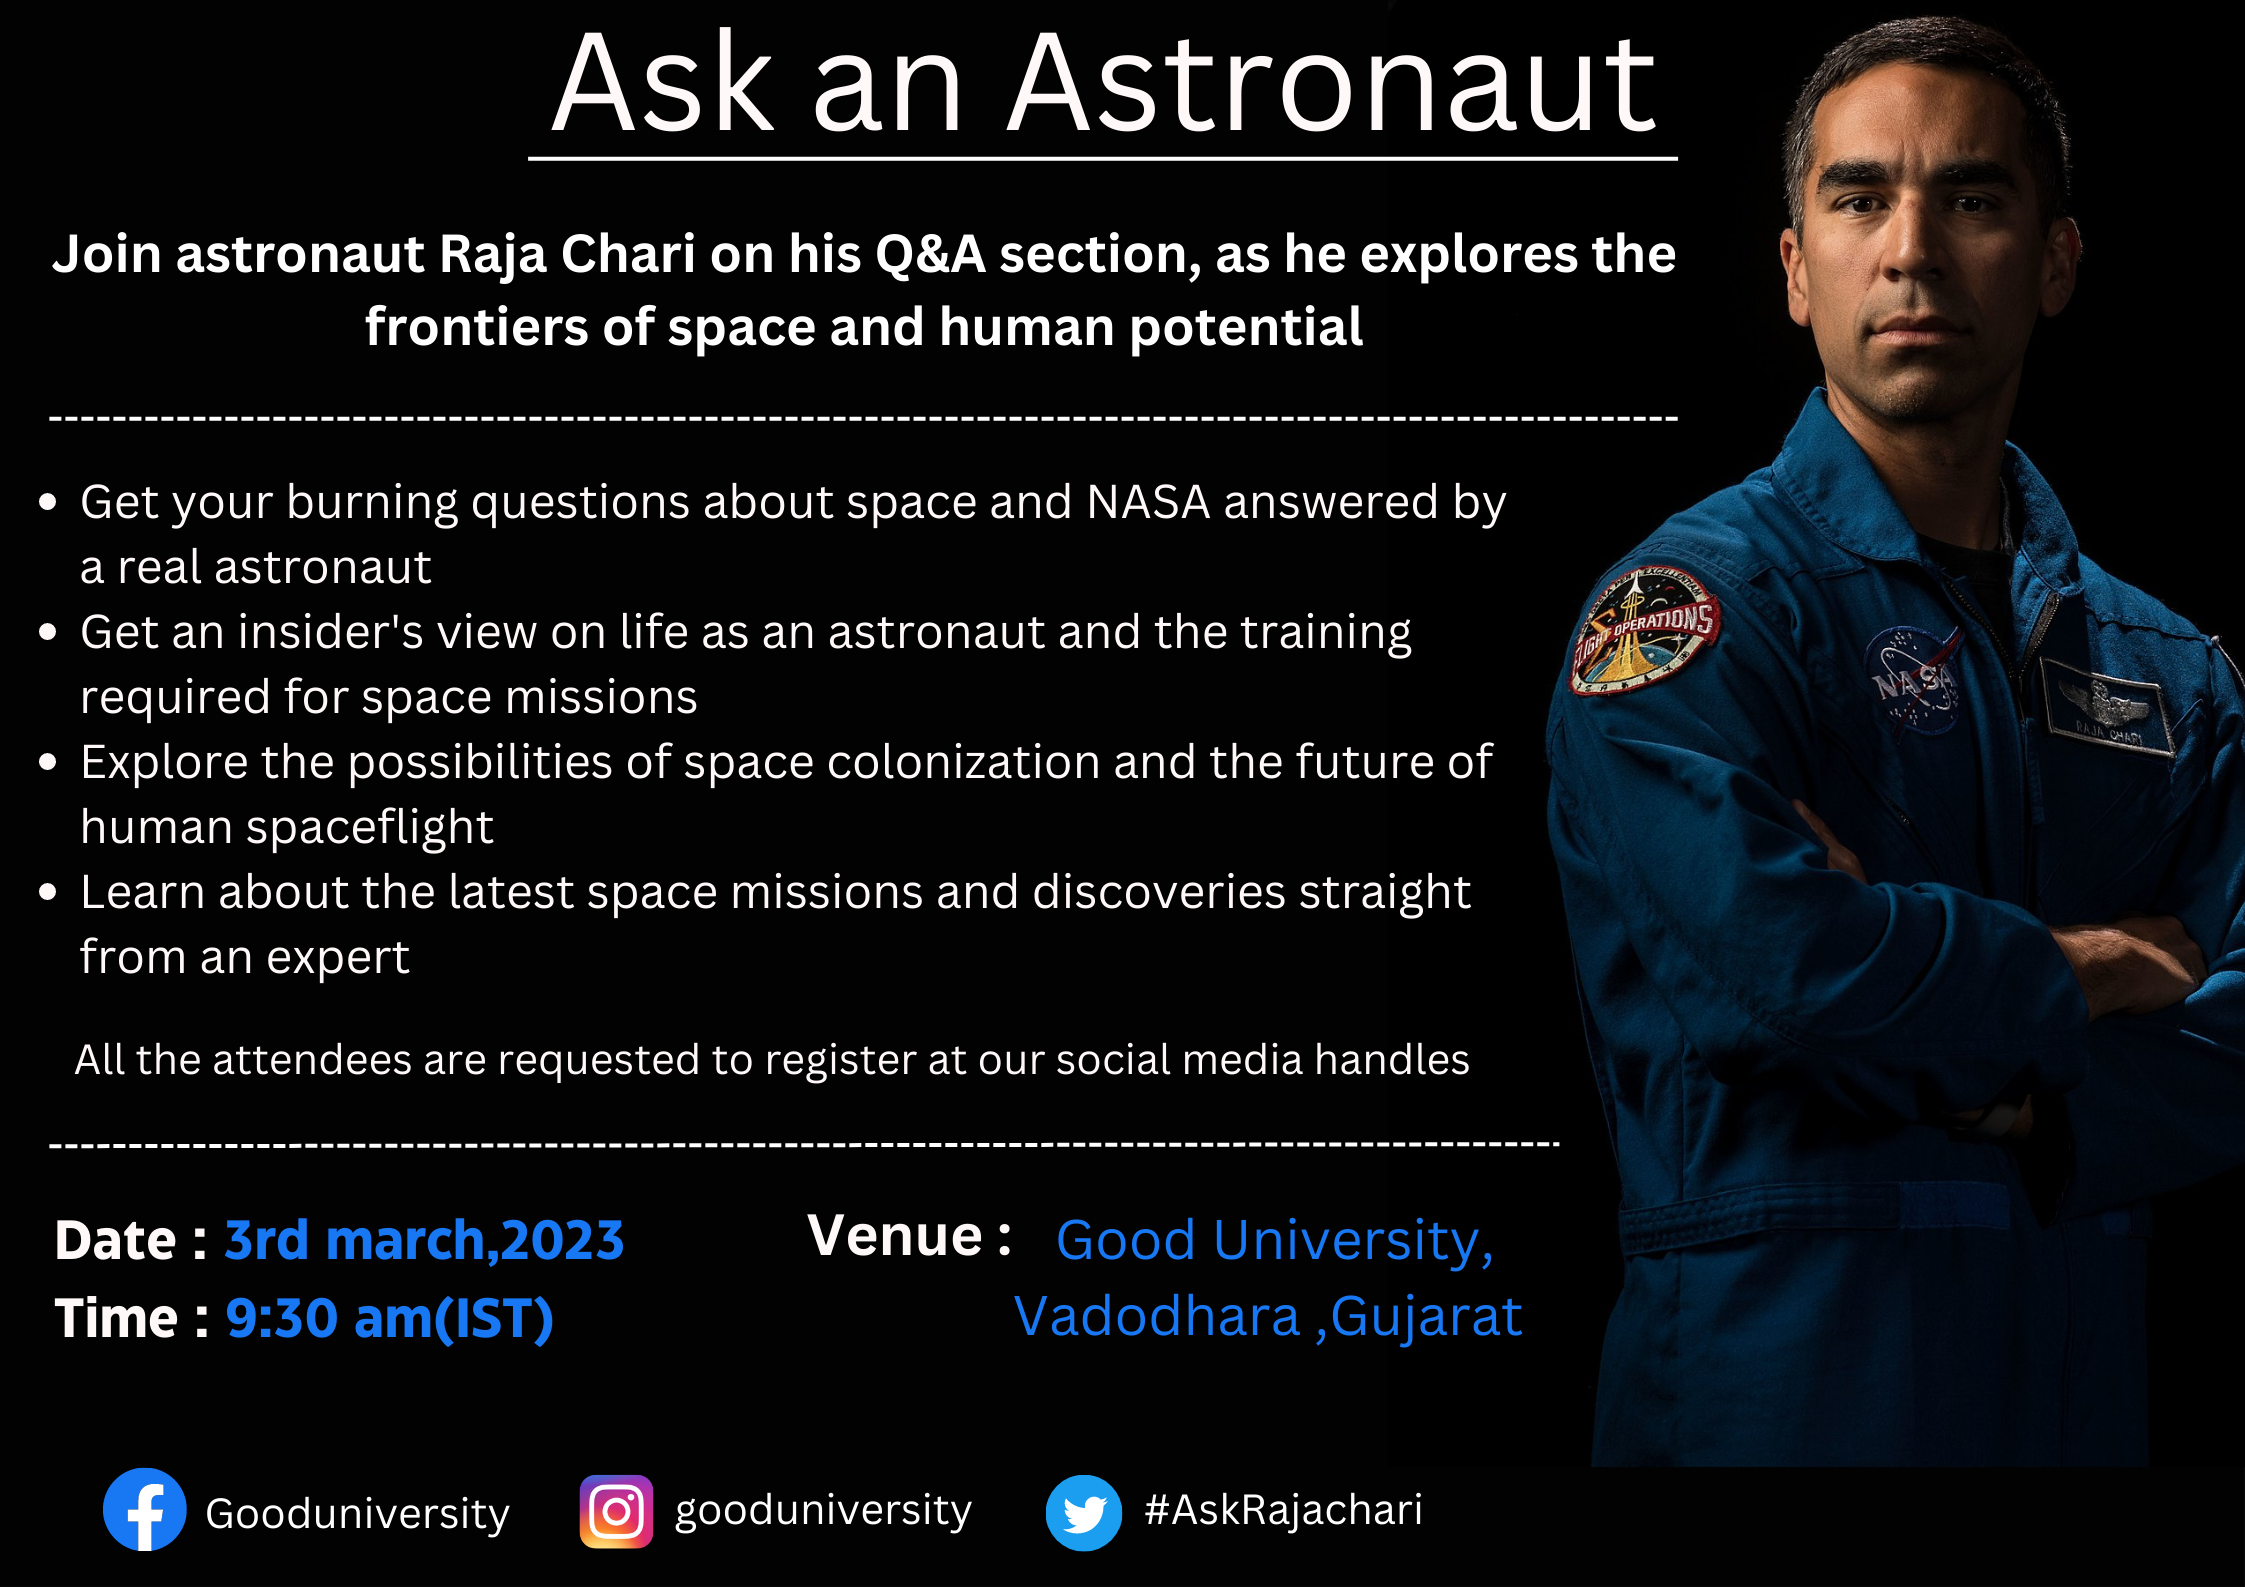 Ask an Astronaut
Join astronaut Raja Chari on his Q&A section, as he explores the
frontiers of space and human potential
• Get your burning questions about space and NASA answered by
a real astronaut
• Get an insider's view on life as an astronaut and the training
required for space missions
• Explore the possibilities of space colonization and the future of
human spaceflight
• Learn about the latest space missions and discoveries straight
from an expert
All the attendees are requested to register at our social media handles
Date : 3rd march,2023
Time : 9:30 am(IST)
Venue : Good University,
Vadodhara ,Gujarat
Gooduniversity
gooduniversity
#AskRajachari
FLIGHT OPERATIONS
NASA
RAJA CHARI